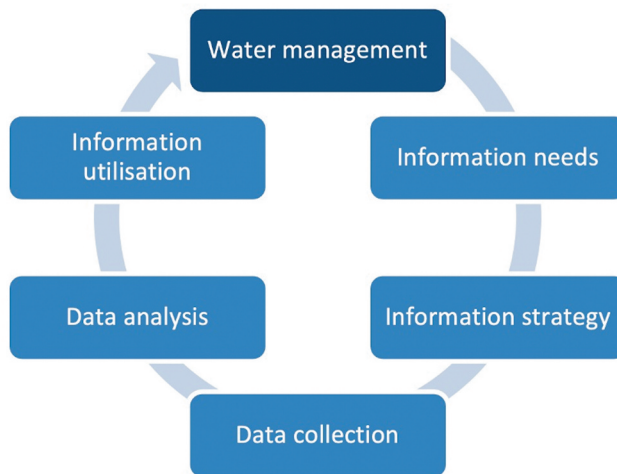 Water management
Information needs
Information strategy
Data collection
Data analysis
Information
utilisation